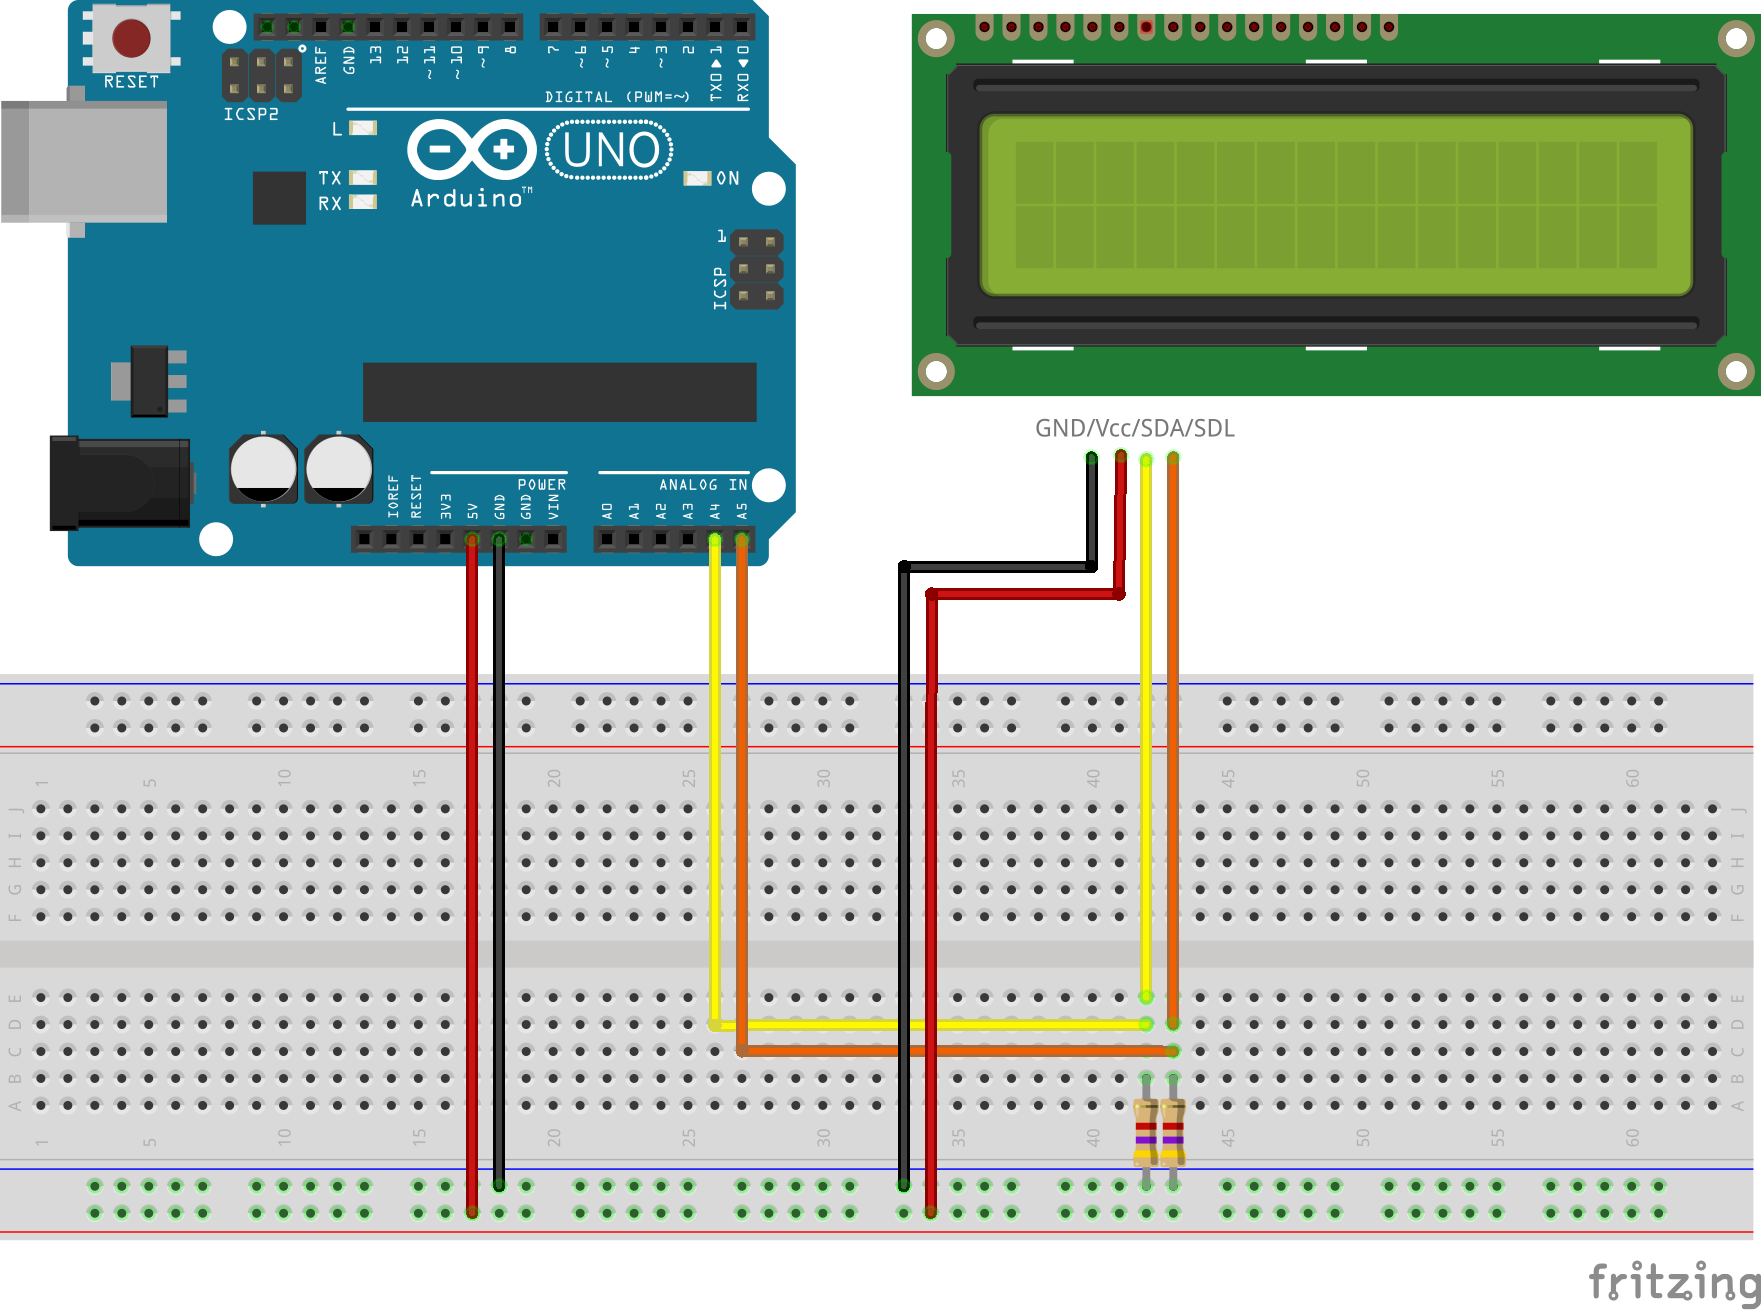 RESET
ICSP2
AREF
GND
13
12
~11
~10
~9
8
7
~6
~5
4
~3
2
TX0▶1
RX0◀0
DIGITAL (PWM=~)
L
TX
RX
Arduino™
UNO
ON
1
ICSP
IOREF
RESET
3V3
5V
GND
GND
VIN
POWER
ANALOG IN
A0
A1
A2
A3
A4
A5
GND/Vcc/SDA/SDL
1 5 10 15 20 25 30 35 40 45 50 55 60
J J
I I
H H
G G
F F
E E
D D
C C
B B
A A
1 5 10 15 20 25 30 35 40 45 50 55 60
fritzing